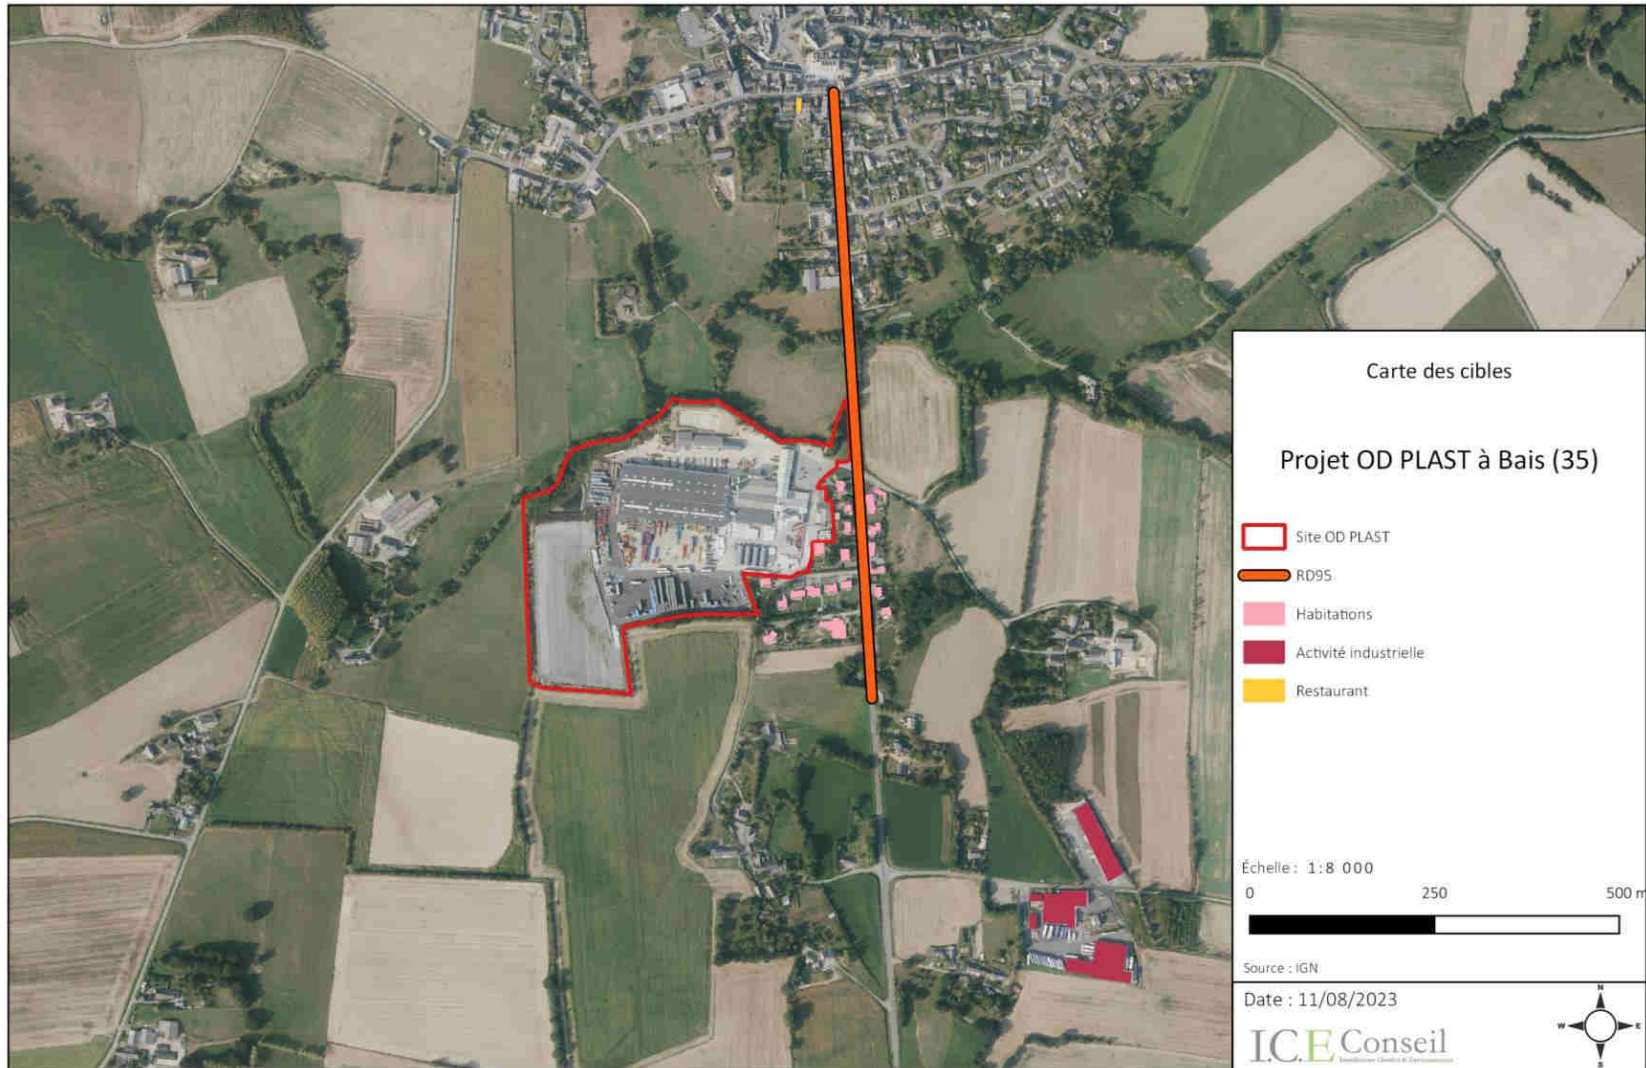 Carte des cibles
Projet OD PLAST à Bais (35)
Site OD PLAST
RD95
Habitations
Activité industrielle
Restaurant
Échelle : 1:8 000
0 250 500 m
Source : IGN
Date : 11/08/2023
N
W E
S
I.C.E Conseil